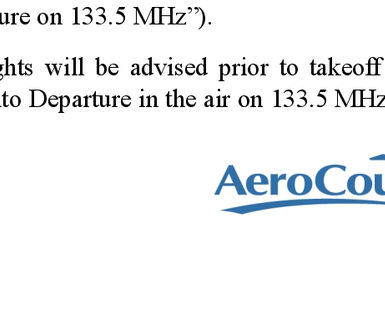 ure on 133.5 MHz”).
ghts will be advised prior to takeoff
nto Departure in the air on 133.5 MHz
AeroCou